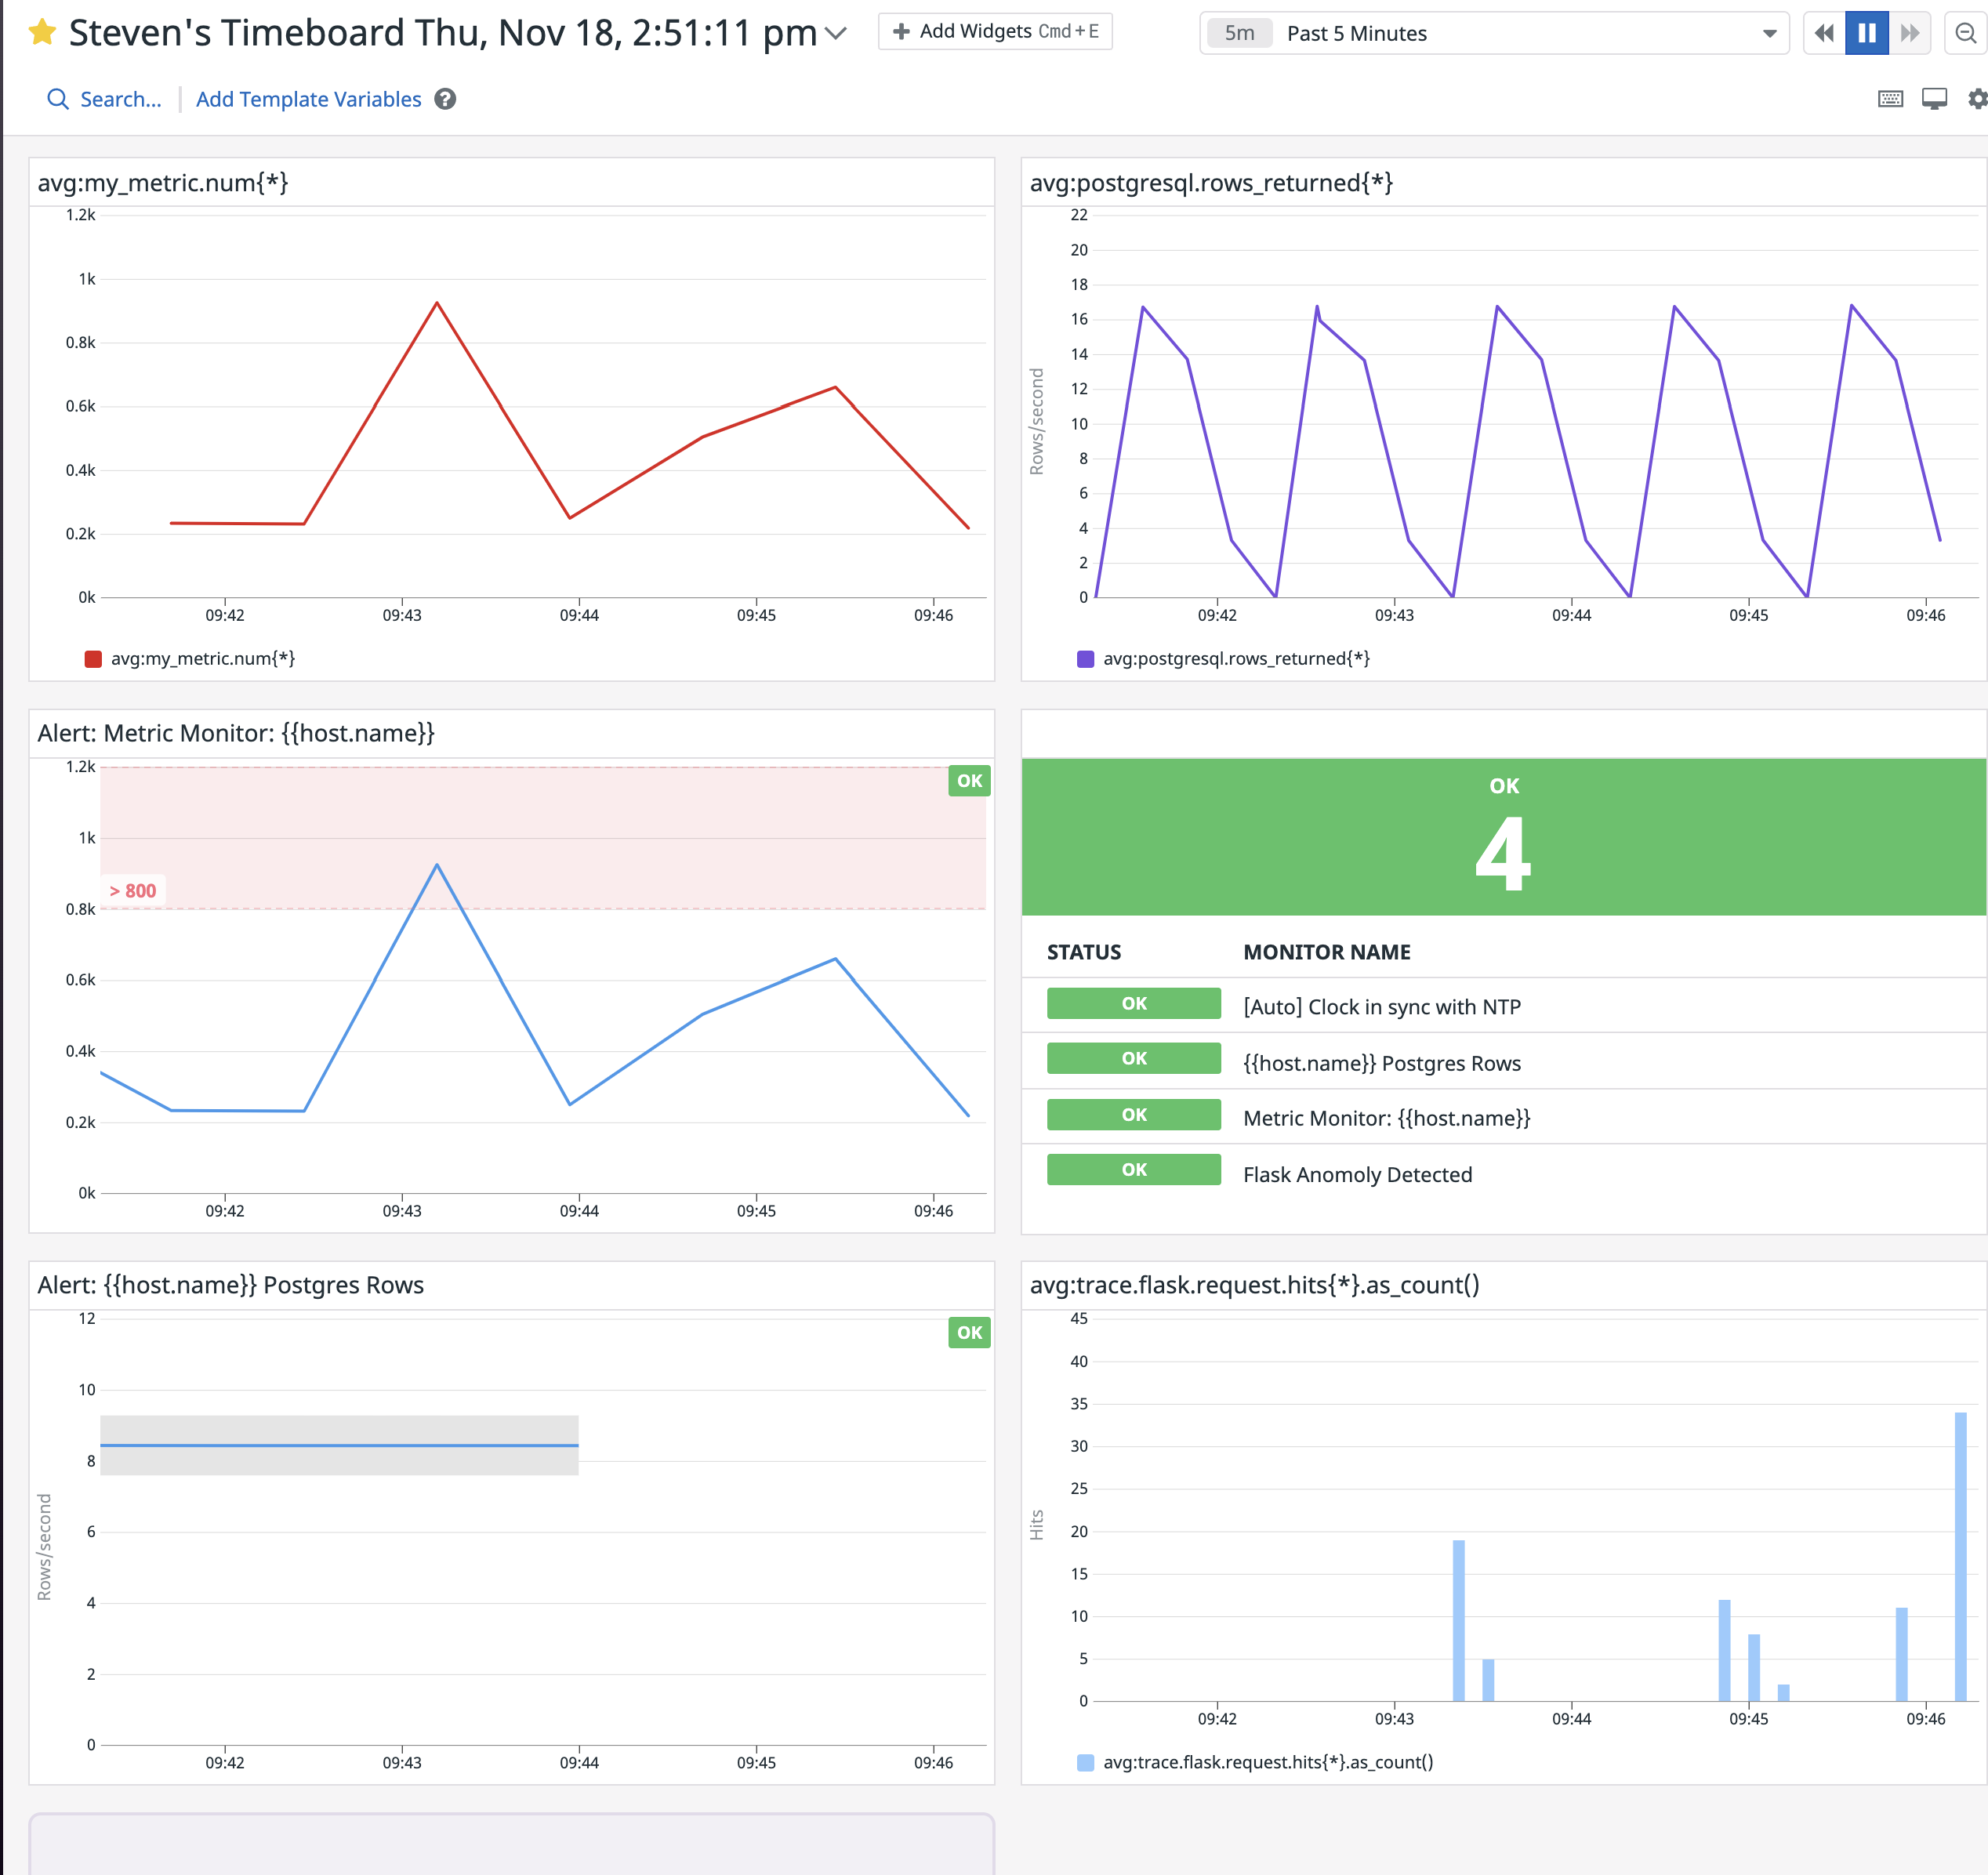 Steven's Timeboard Thu, Nov 18, 2:51:11 pm
Add Widgets Cmd+E
5m Past 5 Minutes
Search...
Add Template Variables ?
avg:my_metric.num{*}
1.2k
1k
0.8k
0.6k
0.4k
0.2k
0k
09:42 09:43 09:44 09:45 09:46
avg:my_metric.num{*}
avg:postgresql.rows_returned{*}
Rows/second
22
20
18
16
14
12
10
8
6
4
2
0
09:42 09:43 09:44 09:45 09:46
avg:postgresql.rows_returned{*}
Alert: Metric Monitor: {{host.name}}
OK
1.2k
1k
> 800
0.8k
0.6k
0.4k
0.2k
0k
09:42 09:43 09:44 09:45 09:46
OK
4
STATUS MONITOR NAME
OK [Auto] Clock in sync with NTP
OK {{host.name}} Postgres Rows
OK Metric Monitor: {{host.name}}
OK Flask Anomoly Detected
Alert: {{host.name}} Postgres Rows
OK
Rows/second
12
10
8
6
4
2
0
09:42 09:43 09:44 09:45 09:46
avg:trace.flask.request.hits{*}.as_count()
Hits
45
40
35
30
25
20
15
10
5
0
09:42 09:43 09:44 09:45 09:46
avg:trace.flask.request.hits{*}.as_count()